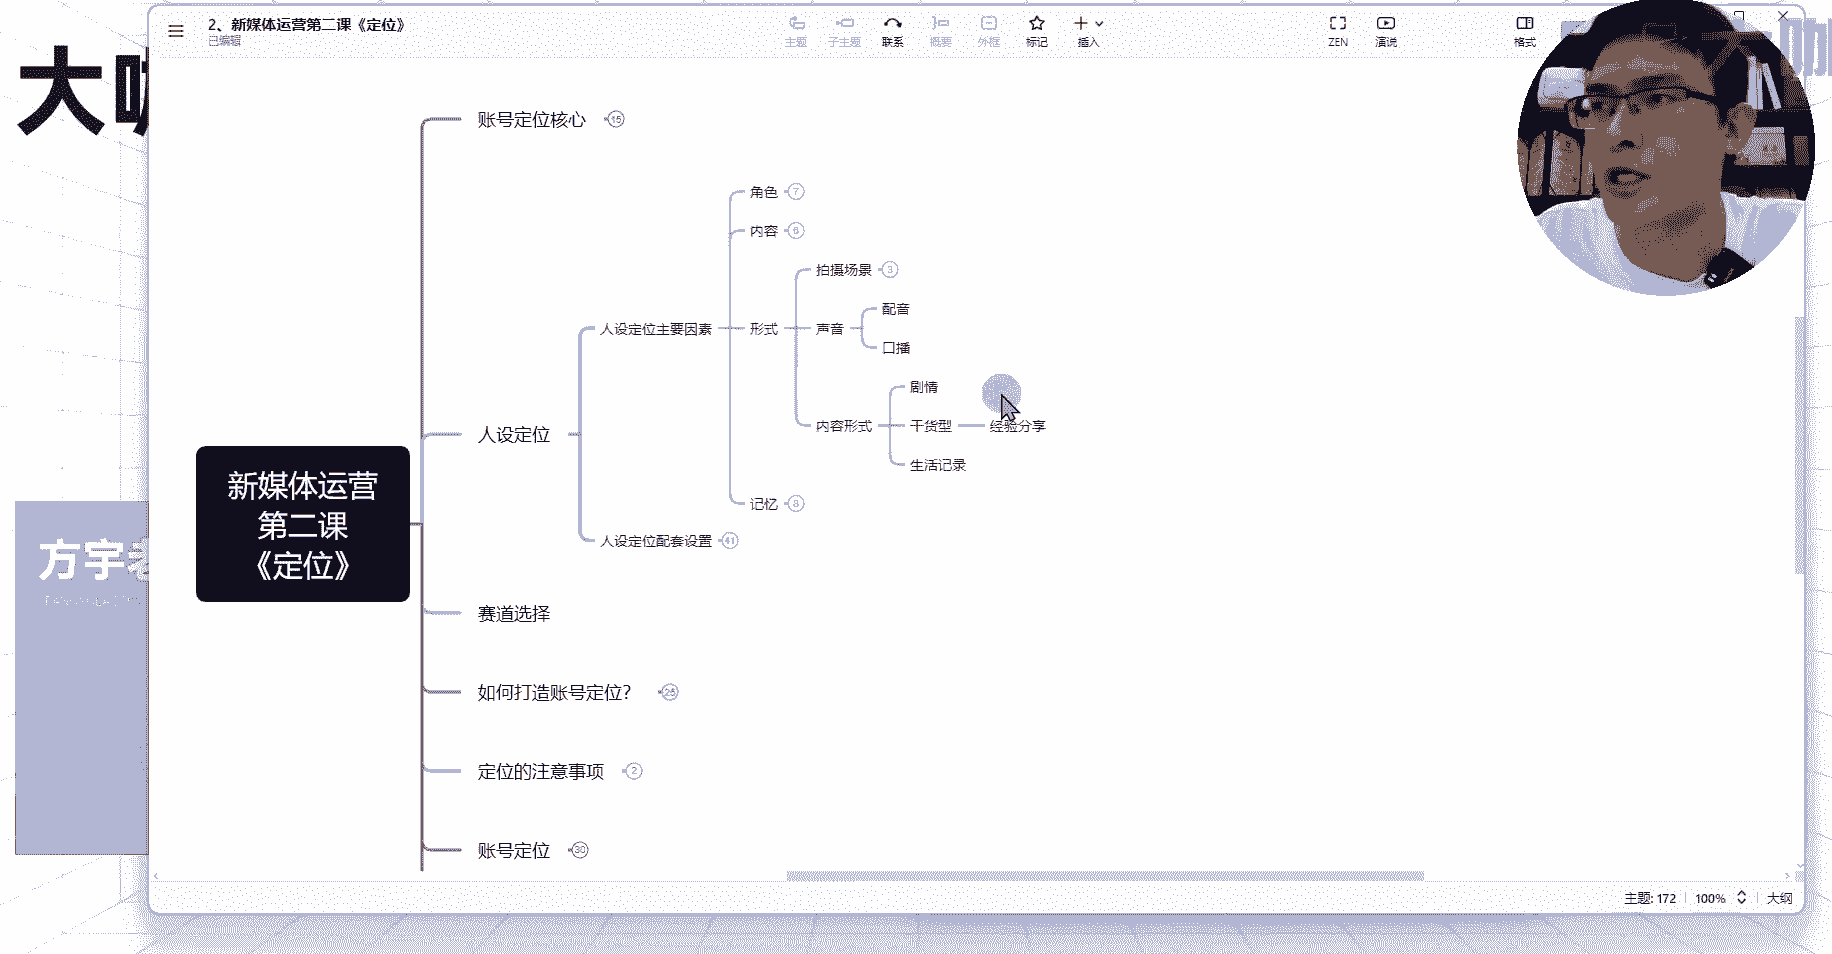 2、新媒体运营第二课《定位》
已编辑
主题
子主题
联系
概要
外框
标记
插入
ZEN
演说
格式
大咖
大
账号定位核心 15
角色 7
内容 6
拍摄场景 3
配音
人设定位主要因素
形式
声音
口播
剧情
人设定位
内容形式
干货型
经验分享
生活记录
记忆 8
人设定位配套设置 41
新媒体运营
第二课
《定位》
方宇老
赛道选择
如何打造账号定位? 25
定位的注意事项 2
账号定位 30
主题: 172
100%
大纲